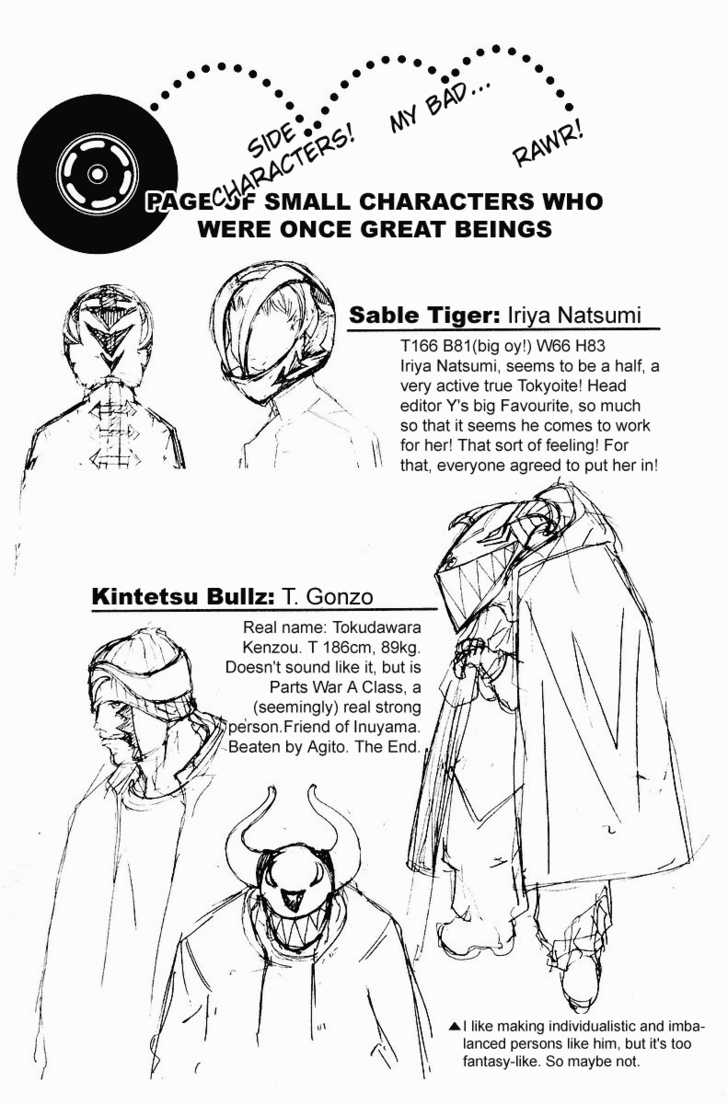 SIDE
CHARACTERS!
MY BAD...
RAWR!
PAGE OF SMALL CHARACTERS WHO
WERE ONCE GREAT BEINGS
Sable Tiger: Iriya Natsumi
T166 B81(big oy!) W66 H83
Iriya Natsumi, seems to be a half, a
very active true Tokyoite! Head
editor Y's big Favourite, so much
so that it seems he comes to work
for her! That sort of feeling! For
that, everyone agreed to put her in!
Kintetsu Bullz: T. Gonzo
Real name: Tokudawara
Kenzou. T 186cm, 89kg.
Doesn't sound like it, but is
Parts War A Class, a
(seemingly) real strong
person.Friend of Inuyama.
Beaten by Agito. The End.
▲I like making individualistic and imba-
lanced persons like him, but it's too
fantasy-like. So maybe not.